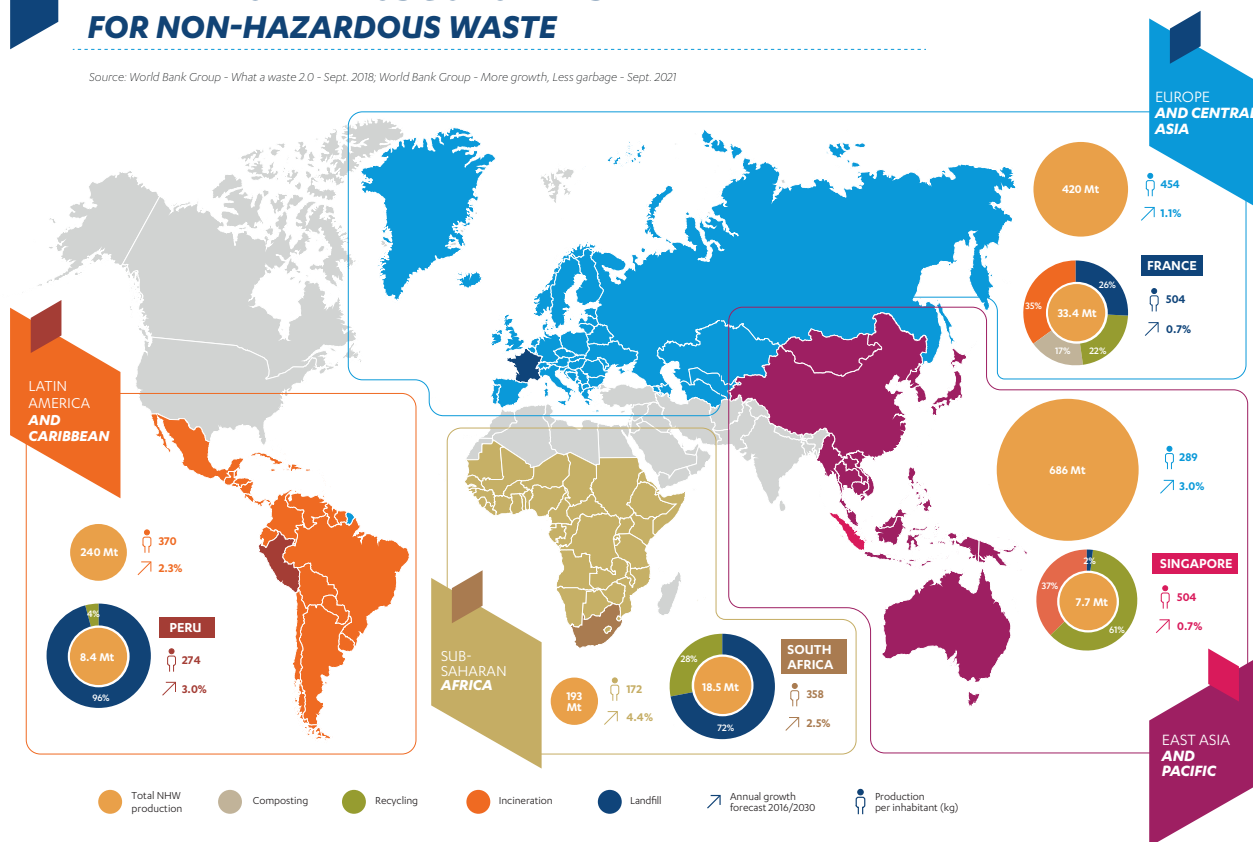 FOR NON-HAZARDOUS WASTE
Source: World Bank Group - What a waste 2.0 - Sept. 2018; World Bank Group - More growth, Less garbage - Sept. 2021
EUROPE
AND CENTRAL
ASIA
420 Mt
454
1.1%
FRANCE
504
0.7%
33.4 Mt
26%
22%
17%
35%
LATIN
AMERICA
AND
CARIBBEAN
240 Mt
370
2.3%
PERU
274
3.0%
8.4 Mt
4%
96%
SUB-
SAHARAN
AFRICA
193
Mt
172
4.4%
SOUTH
AFRICA
358
2.5%
18.5 Mt
28%
72%
686 Mt
289
3.0%
SINGAPORE
504
0.7%
7.7 Mt
2%
37%
61%
EAST ASIA
AND
PACIFIC
Total NHW
production
Composting
Recycling
Incineration
Landfill
Annual growth
forecast 2016/2030
Production
per inhabitant (kg)